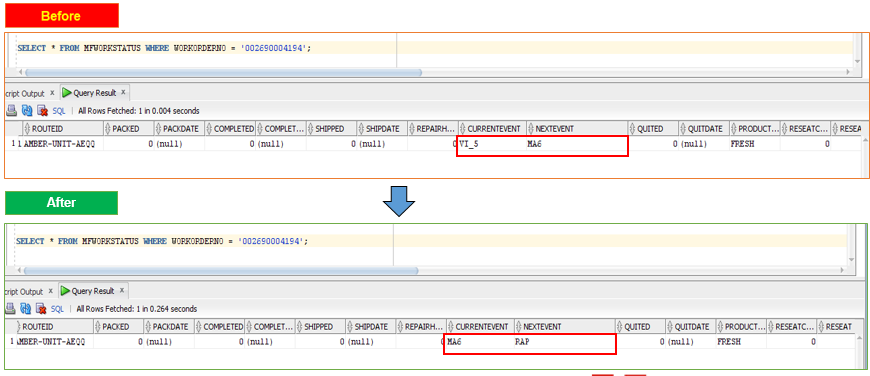 Before
SELECT * FROM MFWORKSTATUS WHERE WORKORDERNO = '002690004194';
cript Output x Query Result x
SQL | All Rows Fetched: 1 in 0.004 seconds
ROUTEID PACKED PACKDATE COMPLETED COMPLET... SHIPPED SHIPDATE REPAIRH... CURRENTEVENT NEXTEVENT QUITED QUITDATE PRODUCT... RESEATC... RESEA
1 AMBER-UNIT-AEQQ 0 (null) 0 (null) 0 (null) 0 VI_5 MA6 0 (null) FRESH 0
After
SELECT * FROM MFWORKSTATUS WHERE WORKORDERNO = '002690004194';
cript Output x Query Result x
SQL | All Rows Fetched: 1 in 0.264 seconds
ROUTEID PACKED PACKDATE COMPLETED COMPLET... SHIPPED SHIPDATE REPAIRH... CURRENTEVENT NEXTEVENT QUITED QUITDATE PRODUCT... RESEATC... RESEAT
1 AMBER-UNIT-AEQQ 0 (null) 0 (null) 0 (null) 0 MA6 RAP 0 (null) FRESH 0